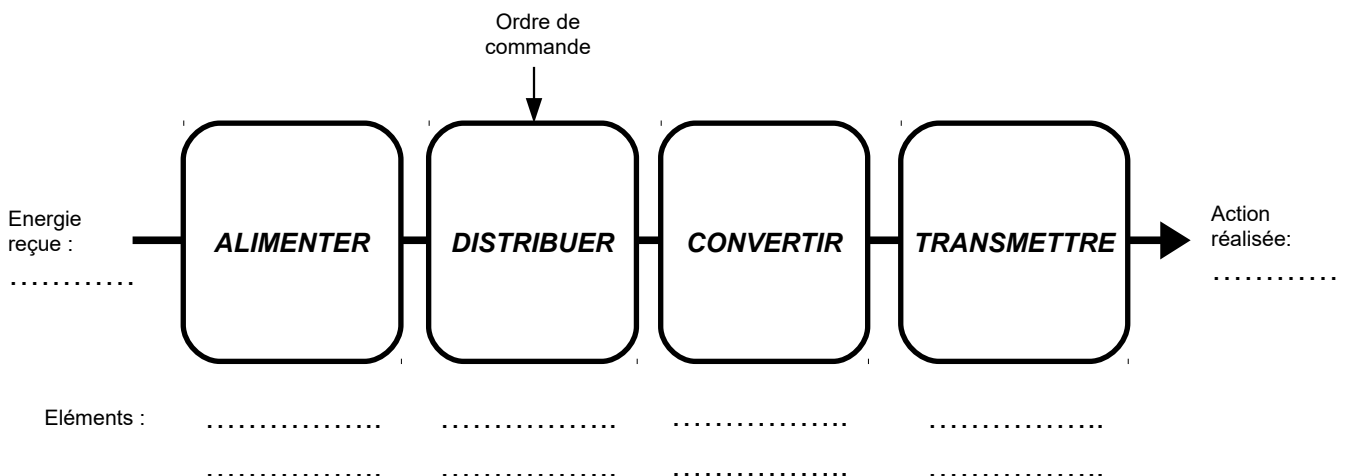 Ordre de
commande
Energie
reçue :
............
ALIMENTER
DISTRIBUER
CONVERTIR
TRANSMETTRE
Action
réalisée:
............
Eléments :
................. ................. ................. .................
................. ................. ................. .................